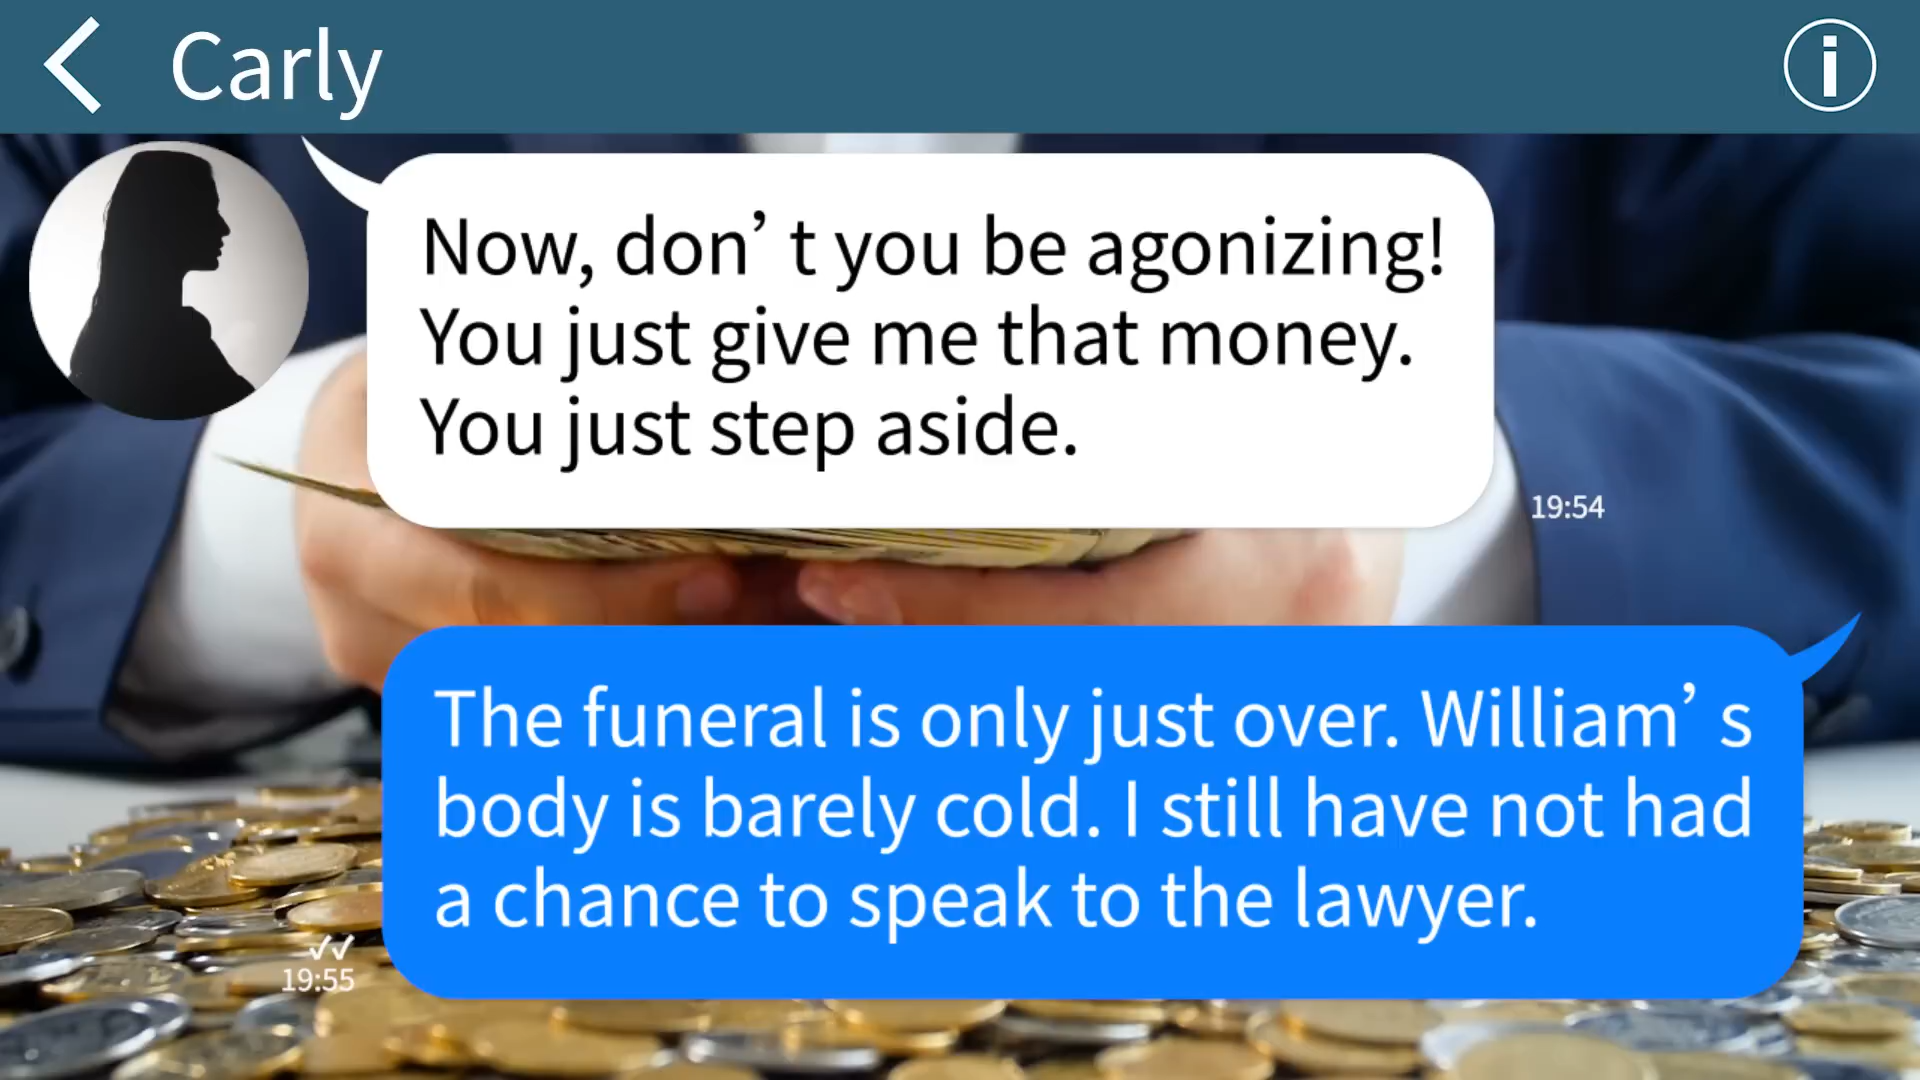 Carly
Now, don’t you be agonizing!
You just give me that money.
You just step aside.
19:54
The funeral is only just over. William’s
body is barely cold. I still have not had
a chance to speak to the lawyer.
19:55